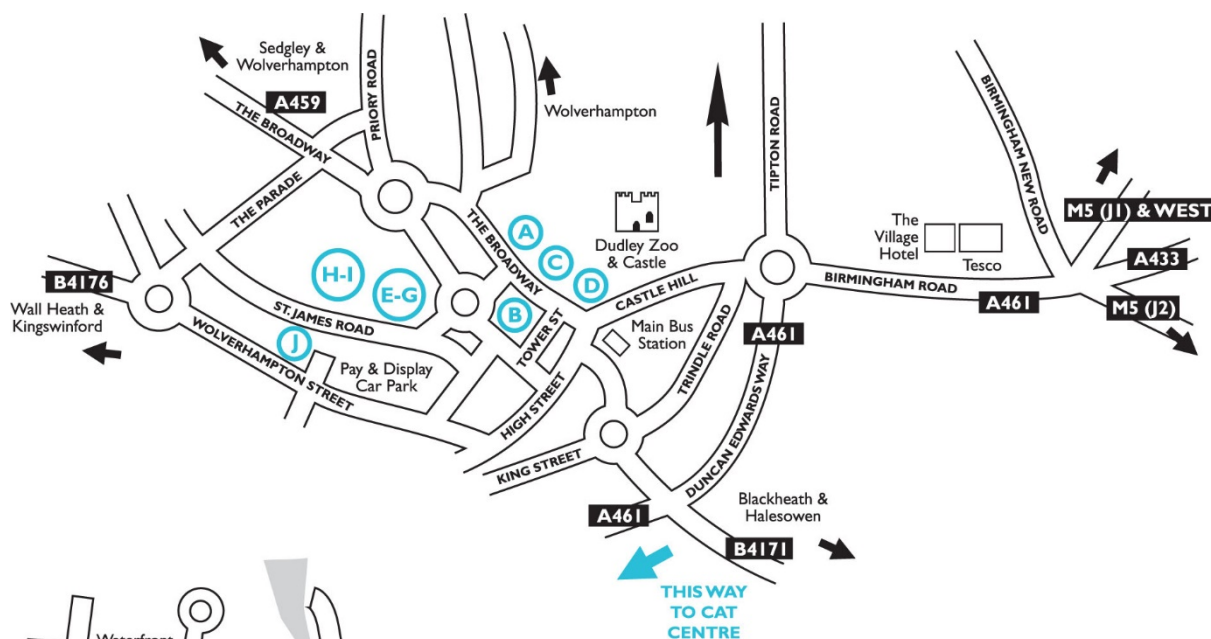 Sedgley &
Wolverhampton
A459
THE BROADWAY
PRIORY ROAD
Wolverhampton
THE PARADE
TIPTON ROAD
BIRMINGHAM NEW ROAD
M5 (J1) & WEST
A433
M5 (J2)
The
Village
Hotel
Tesco
BIRMINGHAM ROAD
A461
Dudley Zoo
& Castle
CASTLE HILL
THE BROADWAY
A
C
D
B
H-I
E-G
J
B4176
Wall Heath &
Kingswinford
ST. JAMES ROAD
WOLVERHAMPTON STREET
Pay & Display
Car Park
TOWER ST
HIGH STREET
Main Bus
Station
TRINDLE ROAD
A461
DUNCAN EDWARDS WAY
KING STREET
A461
Blackheath &
Halesowen
B4171
THIS WAY
TO CAT
CENTRE
Waterfront